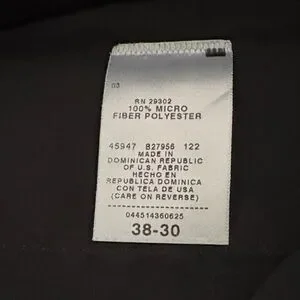 RN 29302
100% MICRO
FIBER POLYESTER
45947 827956 122
MADE IN
DOMINICAN REPUBLIC
OF U.S. FABRIC
HECHO EN
REPUBLICA DOMINICA
CON TELA DE USA
(CARE ON REVERSE)
044514360625
38-30